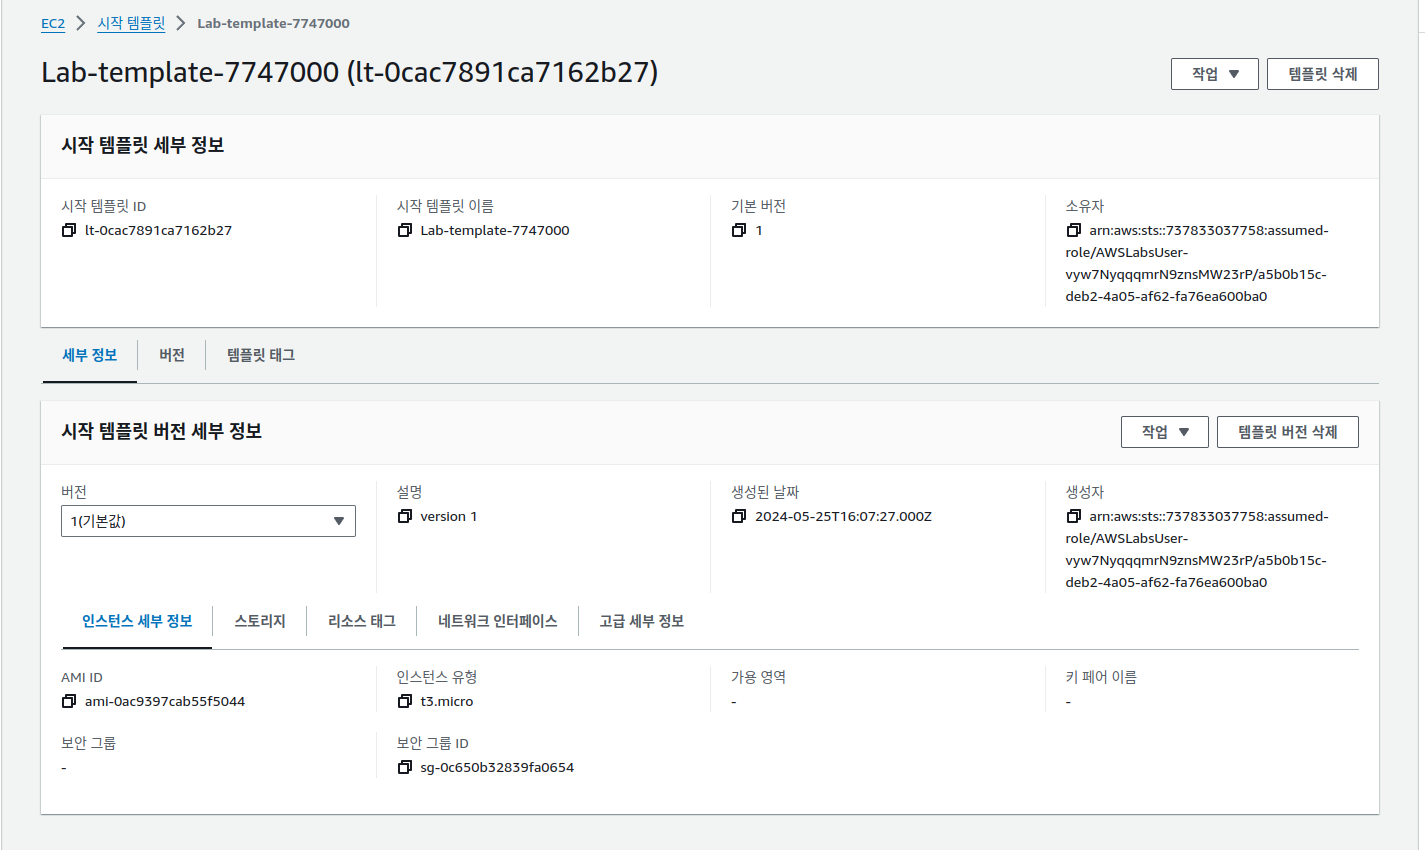 EC2 > 시작 템플릿 > Lab-template-7747000
Lab-template-7747000 (lt-0cac7891ca7162b27)
작업
템플릿 삭제
시작 템플릿 세부 정보
시작 템플릿 ID
lt-0cac7891ca7162b27
시작 템플릿 이름
Lab-template-7747000
기본 버전
1
소유자
arn:aws:sts::737833037758:assumed-
role/AWSLabsUser-
vyw7NyqqqmrN9znsMW23rP/a5b0b15c-
deb2-4a05-af62-fa76ea600ba0
세부 정보
버전
템플릿 태그
시작 템플릿 버전 세부 정보
작업
템플릿 버전 삭제
버전
1(기본값)
설명
version 1
생성된 날짜
2024-05-25T16:07:27.000Z
생성자
arn:aws:sts::737833037758:assumed-
role/AWSLabsUser-
vyw7NyqqqmrN9znsMW23rP/a5b0b15c-
deb2-4a05-af62-fa76ea600ba0
인스턴스 세부 정보
스토리지
리소스 태그
네트워크 인터페이스
고급 세부 정보
AMI ID
ami-0ac9397cab55f5044
인스턴스 유형
t3.micro
가용 영역
-
키 페어 이름
-
보안 그룹
-
보안 그룹 ID
sg-0c650b32839fa0654